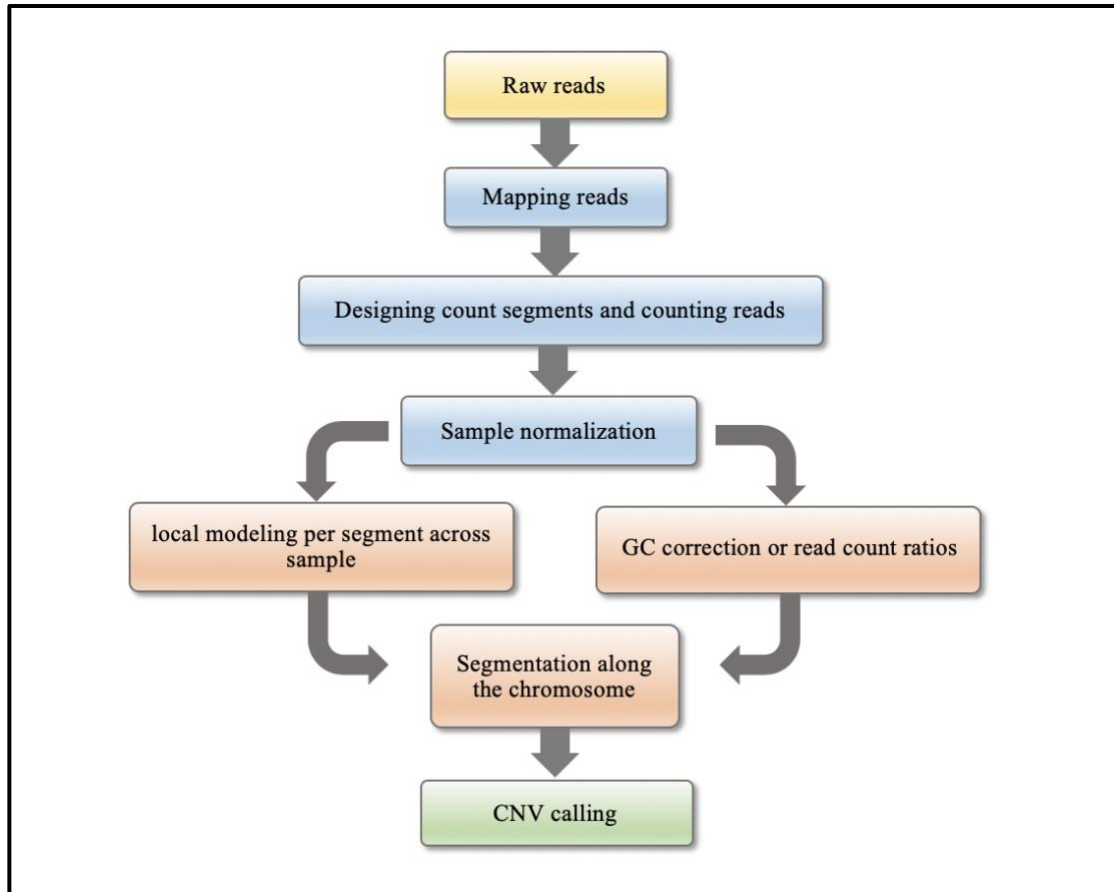 Raw reads
Mapping reads
Designing count segments and counting reads
Sample normalization
local modeling per segment across
sample
GC correction or read count ratios
Segmentation along
the chromosome
CNV calling